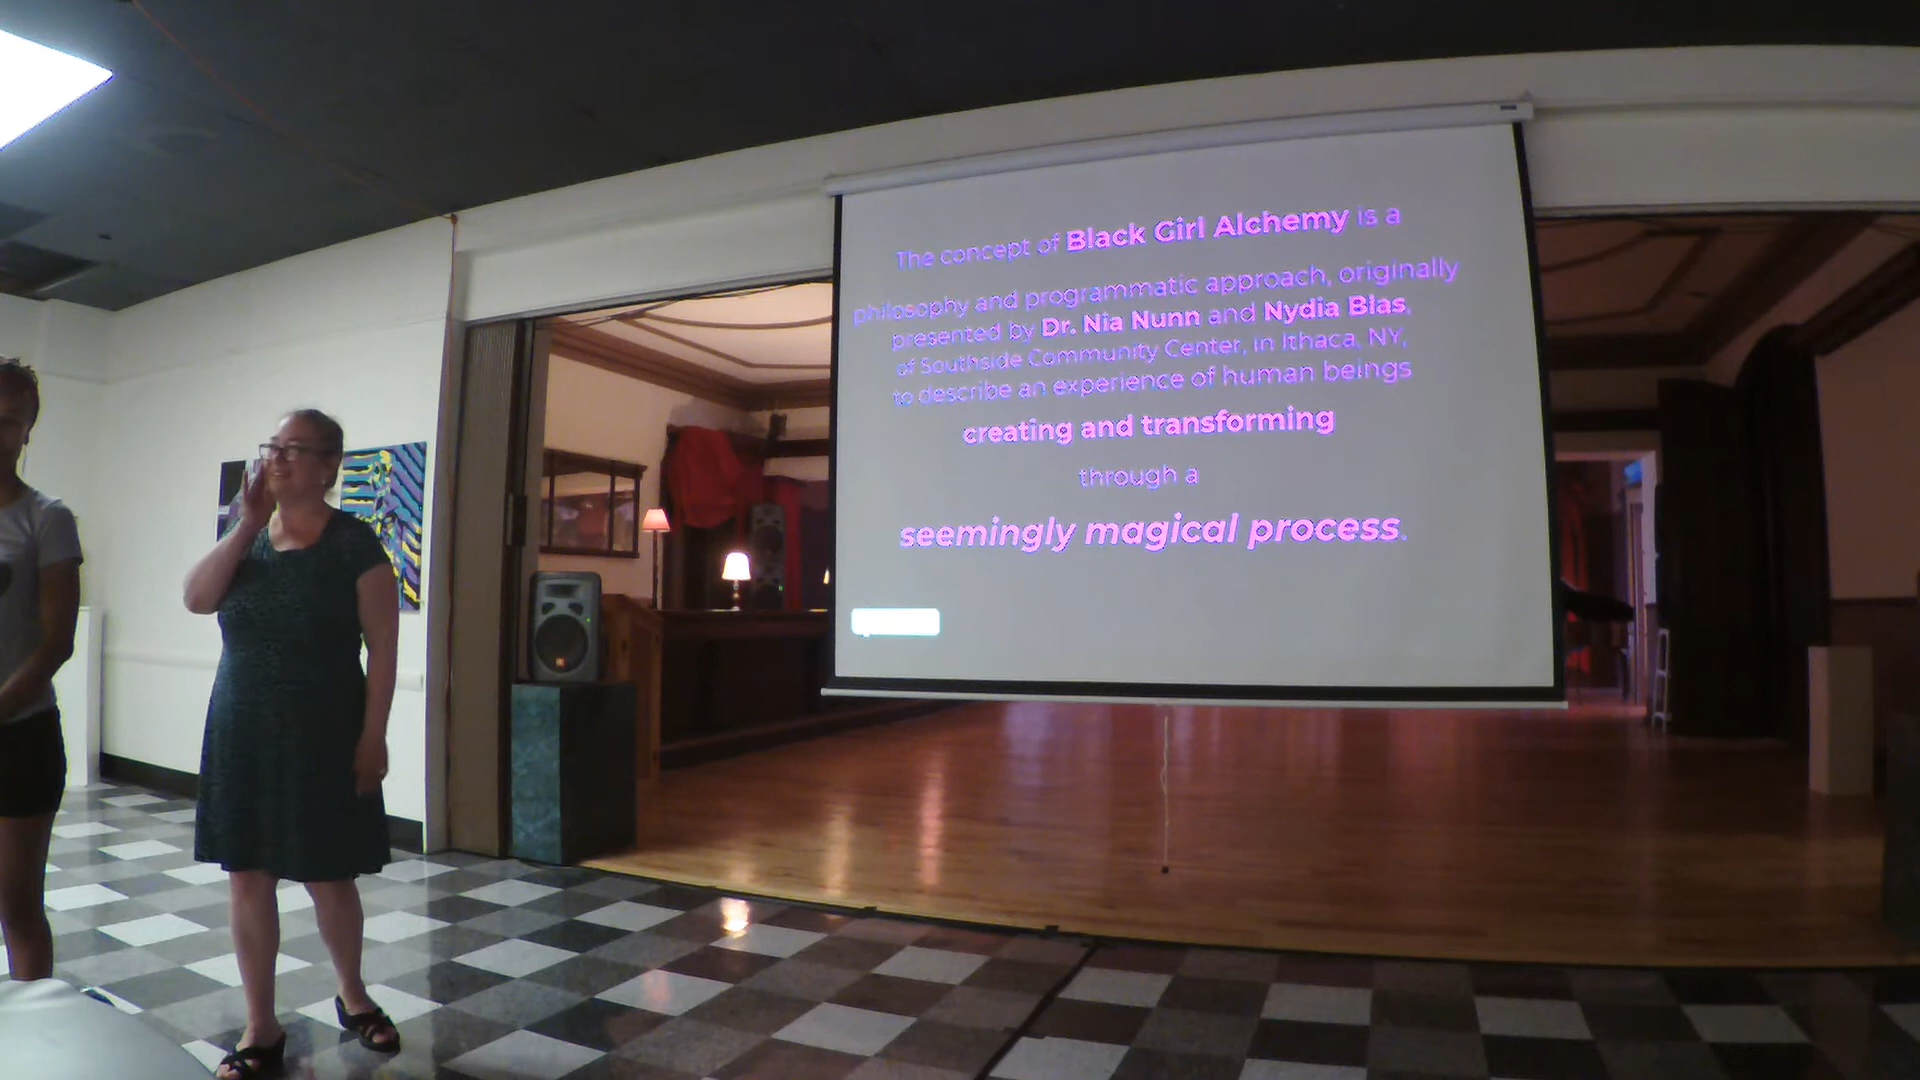 The concept of Black Girl Alchemy is a
philosophy and programmatic approach, originally
presented by Dr. Nia Nunn and Nydia Blas,
of Southside Community Center, in Ithaca, NY,
to describe an experience of human beings
creating and transforming
through a
seemingly magical process.